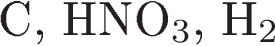 C, HNO₃, H₂